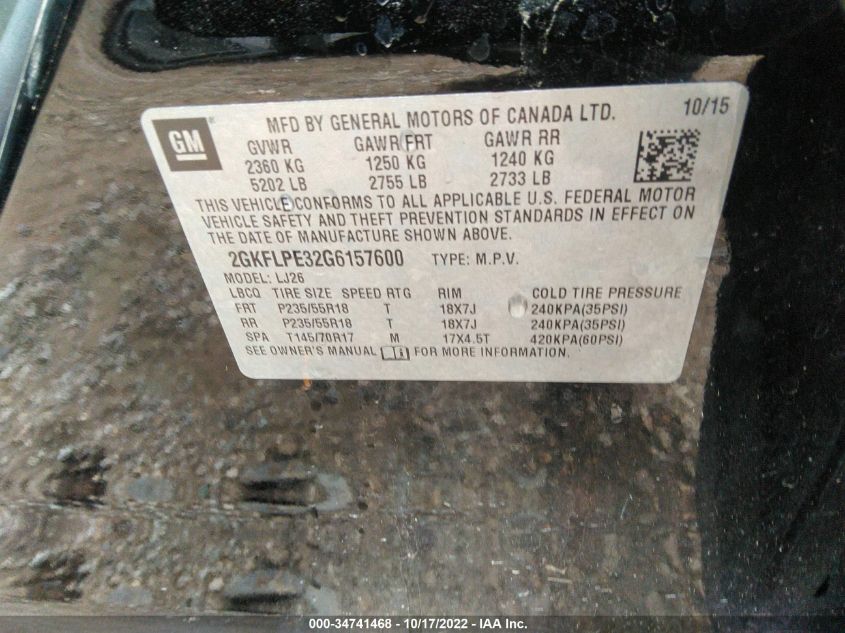 GM
MFD BY GENERAL MOTORS OF CANADA LTD. 10/15
GVWR GAWR FRT GAWR RR
2360 KG 1250 KG 1240 KG
5202 LB 2755 LB 2733 LB
THIS VEHICLE CONFORMS TO ALL APPLICABLE U.S. FEDERAL MOTOR
VEHICLE SAFETY AND THEFT PREVENTION STANDARDS IN EFFECT ON
THE DATE OF MANUFACTURE SHOWN ABOVE.
2GKFLPE32G6157600 TYPE: M.P.V.
MODEL: LJ26
LBCQ TIRE SIZE SPEED RTG RIM COLD TIRE PRESSURE
FRT P235/55R18 T 18X7J 240KPA(35PSI)
RR P235/55R18 T 18X7J 240KPA(35PSI)
SPA T145/70R17 M 17X4.5T 420KPA(60PSI)
SEE OWNER'S MANUAL FOR MORE INFORMATION.
000-34741468 - 10/17/2022 - IAA Inc.